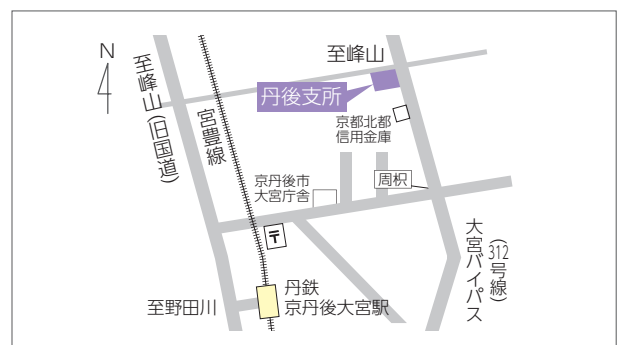 N
至峰山
至峰山(旧国道)
宮豊線
丹後支所
京都北都
信用金庫
京丹後市
大宮庁舎
周枳
〒
大宮バイパス
(312号線)
丹鉄
京丹後大宮駅
至野田川